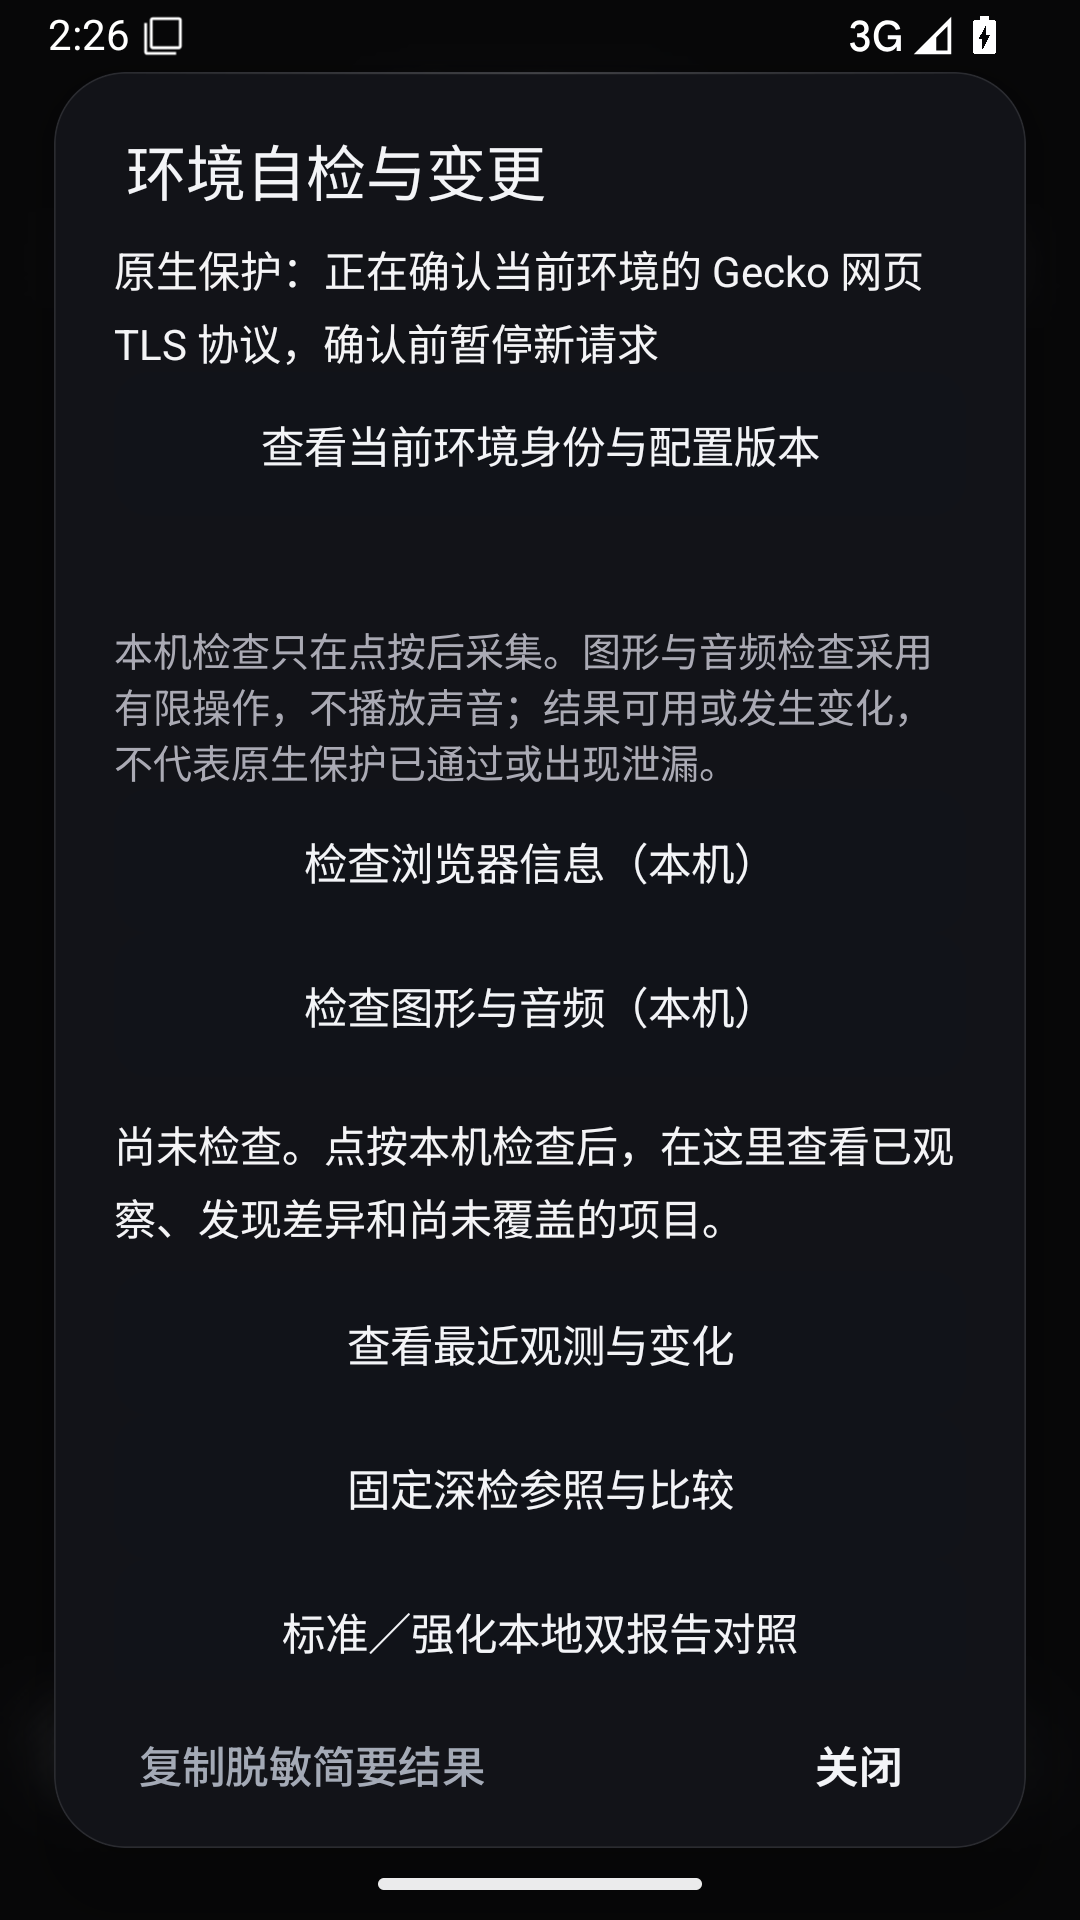 2:26
3G
环境自检与变更
原生保护：正在确认当前环境的 Gecko 网页
TLS 协议，确认前暂停新请求
查看当前环境身份与配置版本
本机检查只在点按后采集。图形与音频检查采用
有限操作，不播放声音；结果可用或发生变化，
不代表原生保护已通过或出现泄漏。
检查浏览器信息（本机）
检查图形与音频（本机）
尚未检查。点按本机检查后，在这里查看已观
察、发现差异和尚未覆盖的项目。
查看最近观测与变化
固定深检参照与比较
标准／强化本地双报告对照
复制脱敏简要结果
关闭